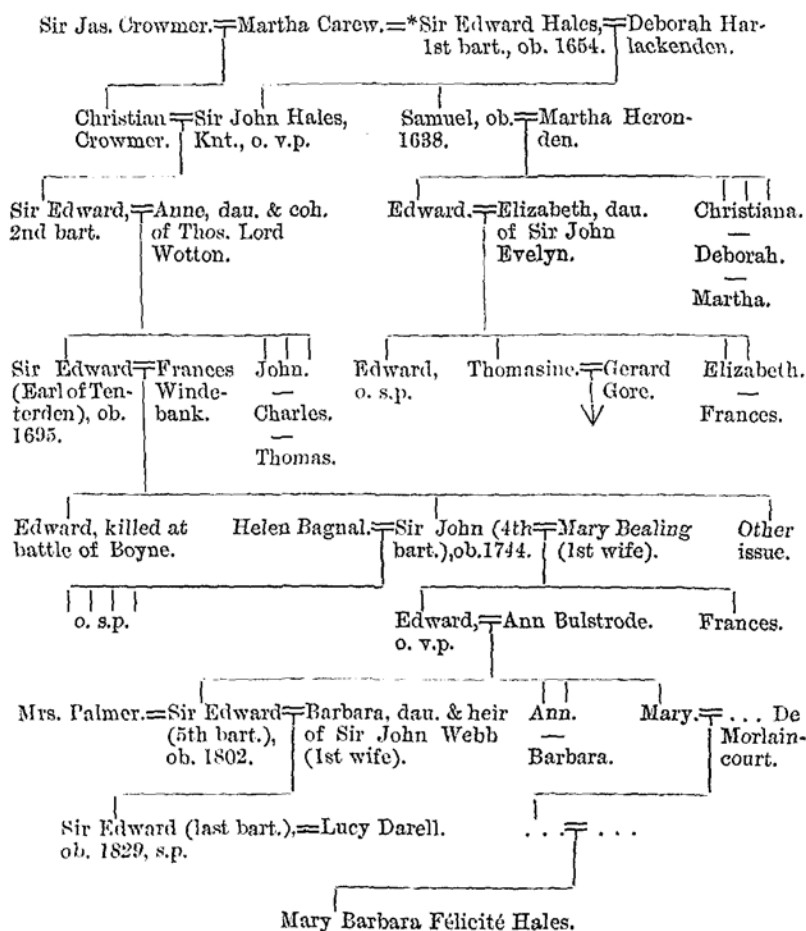 Sir Jas. Crowmer. Martha Carew. *Sir Edward Hales, Deborah Har-
1st bart., ob. 1654. lackenden.
Christian Sir John Hales, Samuel, ob. Martha Heron-
Crowmer. Knt., o. v.p. 1638. den.
Sir Edward, Anne, dau. & coh. Edward. Elizabeth, dau. Christiana.
2nd bart. of Thos. Lord of Sir John —
Wotton. Evelyn. Deborah.
—
Martha.
Sir Edward Frances John. Edward, Thomasine. Gerard Elizabeth.
(Earl of Ten- Winde- — o. s.p. Gore. —
terden), ob. bank. Charles. Frances.
1695. —
Thomas.
Edward, killed at Helen Bagnal. Sir John (4th Mary Bealing Other
battle of Boyne. bart.), ob. 1744. (1st wife). issue.
o. s.p. Edward, Ann Bulstrode. Frances.
o. v.p.
Mrs. Palmer. Sir Edward Barbara, dau. & heir Ann. Mary. ... De
(5th bart.), of Sir John Webb — Morlain-
ob. 1802. (1st wife). Barbara. court.
Sir Edward (last bart.), Lucy Darell. ... ...
ob. 1829, s.p.
Mary Barbara Félicité Hales.